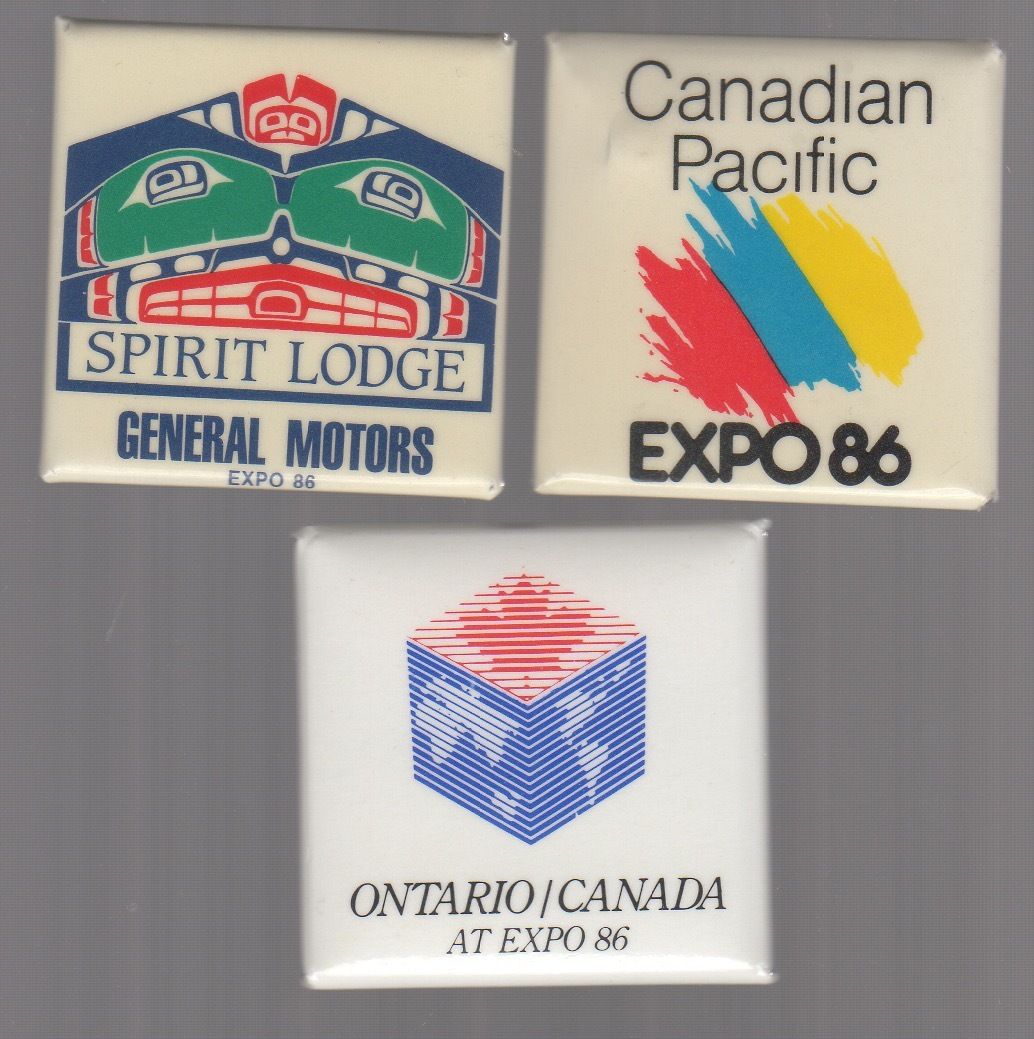 SPIRIT LODGE
GENERAL MOTORS
EXPO 86
Canadian
Pacific
EXPO 86
ONTARIO/CANADA
AT EXPO 86